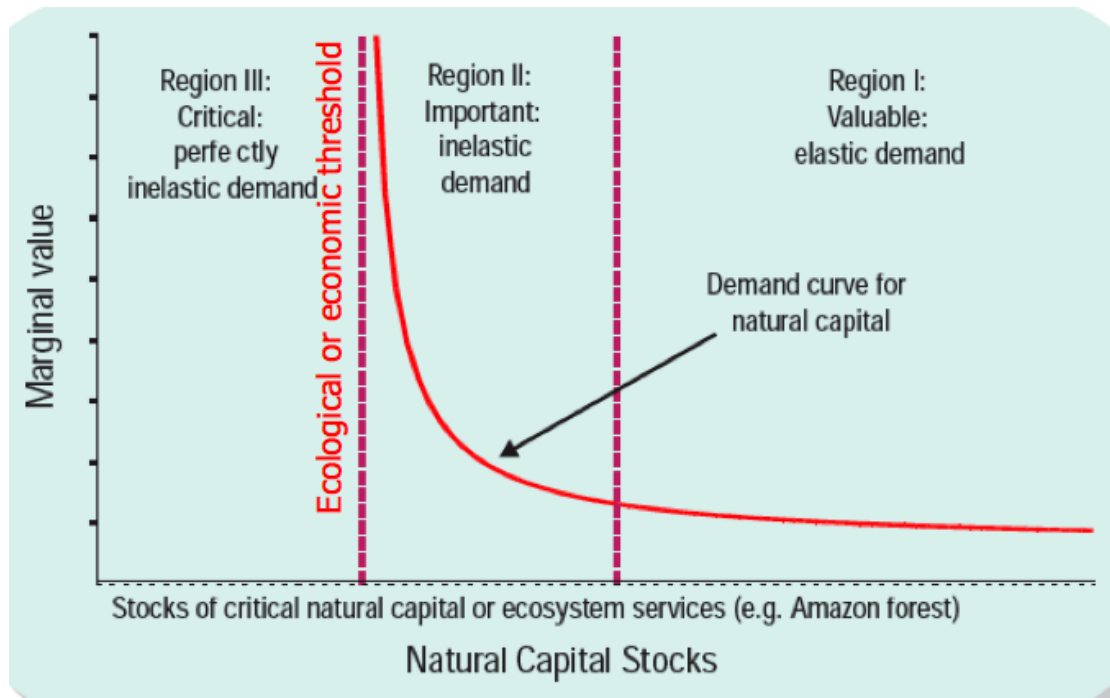 Region III:
Critical:
perfe ctly
inelastic demand
Ecological or economic threshold
Region II:
Important:
inelastic
demand
Region I:
Valuable:
elastic demand
Marginal value
Demand curve for
natural capital
Stocks of critical natural capital or ecosystem services (e.g. Amazon forest)
Natural Capital Stocks